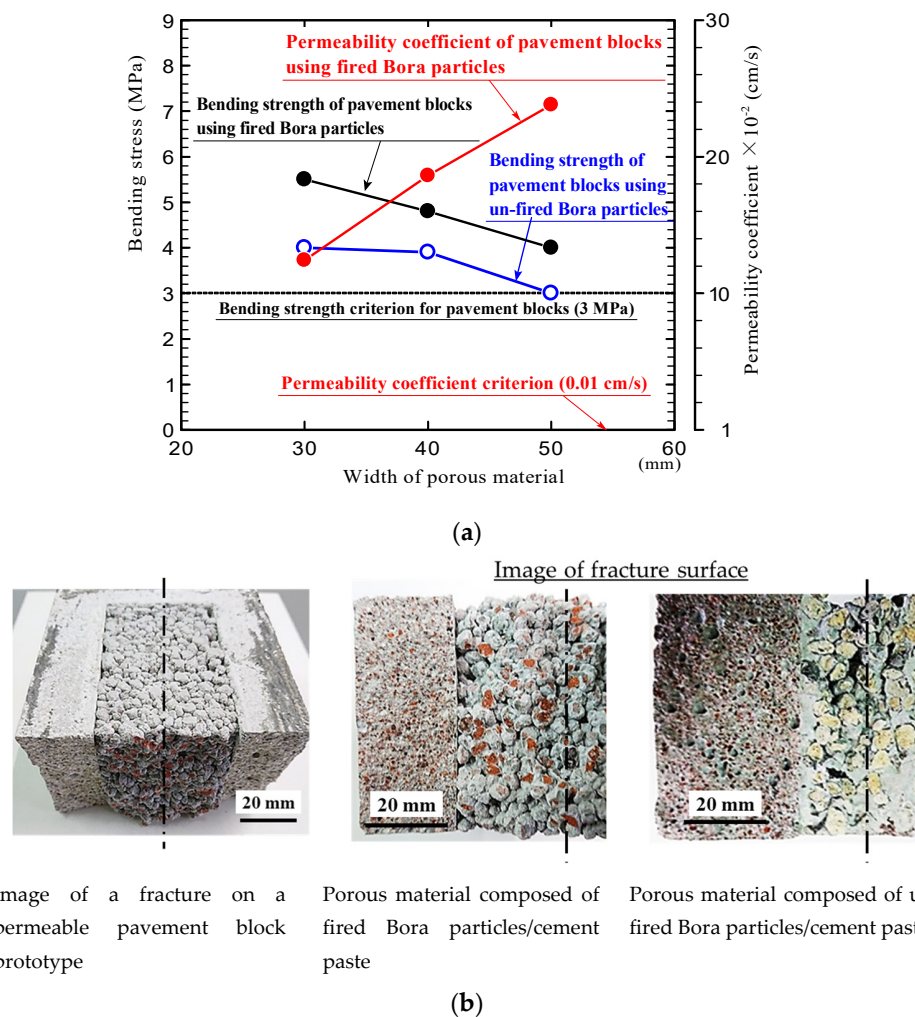 9
8
7
6
5
4
3
2
1
0
Bending stress (MPa)
20
30
40
50
60
(mm)
Width of porous material
30
20
10
1
Permeability coefficient ×10⁻² (cm/s)
Permeability coefficient of pavement blocks
using fired Bora particles
Bending strength of pavement blocks
using fired Bora particles
Bending strength of
pavement blocks using
un-fired Bora particles
Bending strength criterion for pavement blocks (3 MPa)
Permeability coefficient criterion (0.01 cm/s)
(a)
Image of fracture surface
20 mm
20 mm
20 mm
mage of a fracture on a
permeable pavement block
prototype
Porous material composed of
fired Bora particles/cement
paste
Porous material composed of u
fired Bora particles/cement past
(b)